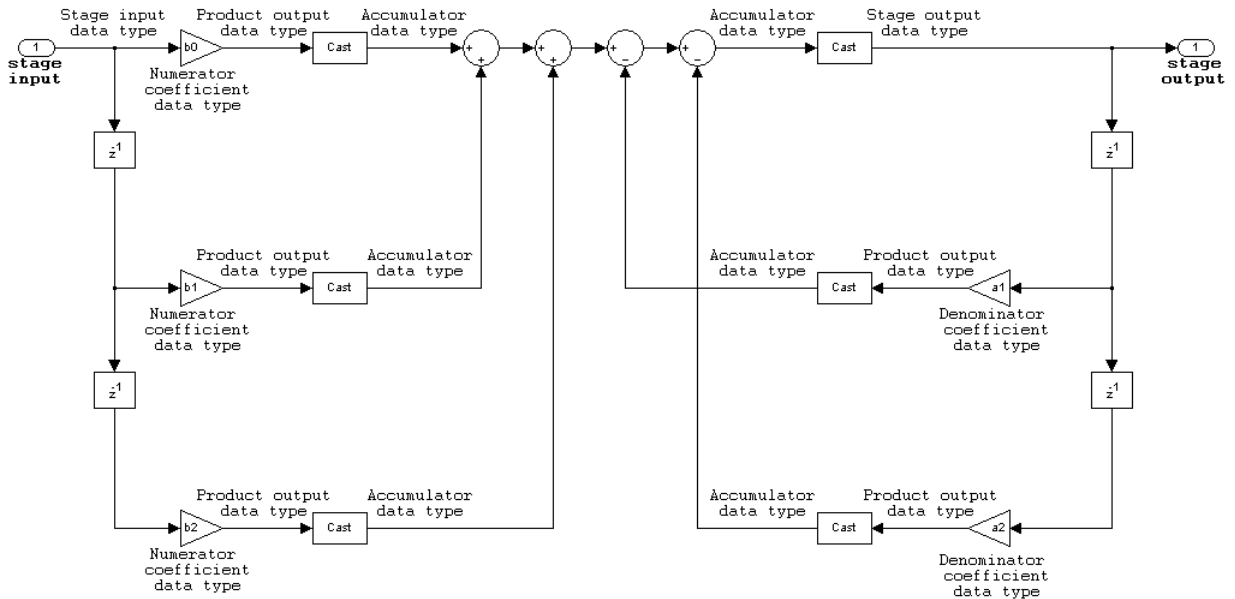 Stage input
data type
Product output
data type
Accumulator
data type
Accumulator
data type
Stage output
data type
1
b0
Cast
+
+
+
+
-
+
-
Cast
1
stage
input
stage
output
Numerator
coefficient
data type
z-1
z-1
Product output
data type
Accumulator
data type
Accumulator
data type
Product output
data type
b1
Cast
Cast
a1
Numerator
coefficient
data type
Denominator
coefficient
data type
z-1
z-1
Product output
data type
Accumulator
data type
Accumulator
data type
Product output
data type
b2
Cast
Cast
a2
Numerator
coefficient
data type
Denominator
coefficient
data type